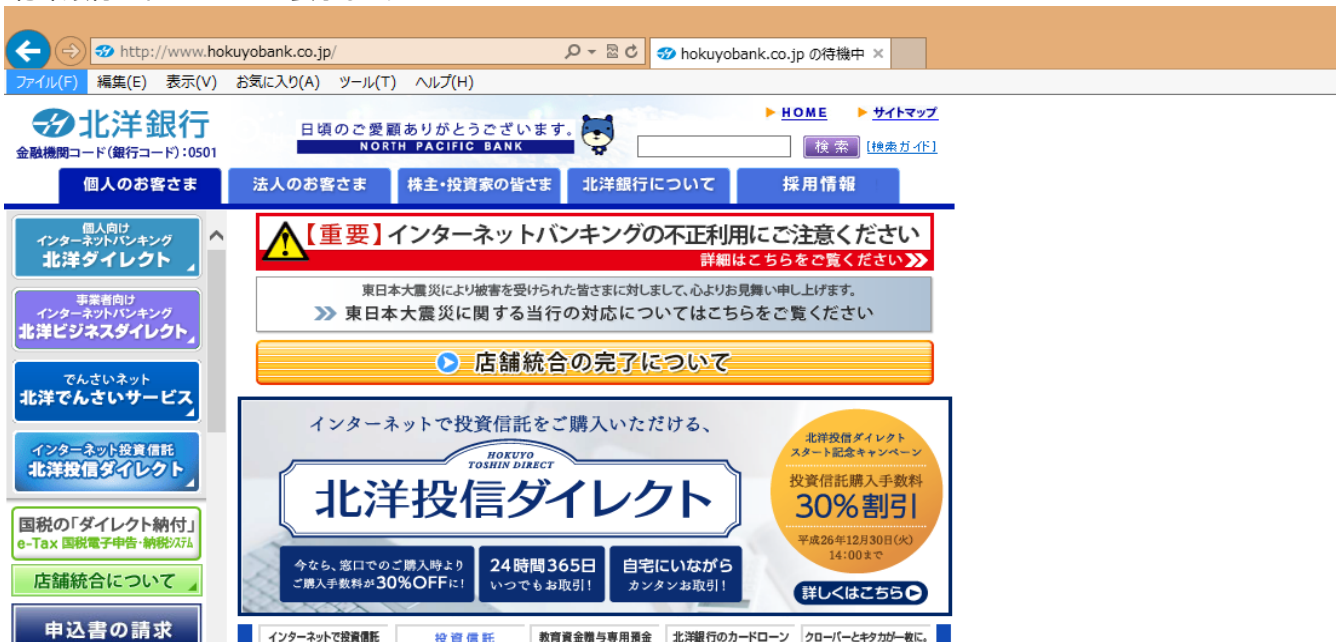 http://www.hokuyobank.co.jp/
hokuyobank.co.jp の待機中
ファイル(F) 編集(E) 表示(V) お気に入り(A) ツール(T) ヘルプ(H)
北洋銀行
金融機関コード(銀行コード):0501
日頃のご愛顧ありがとうございます。
NORTH PACIFIC BANK
HOME サイトマップ
検索 [検索ガイド]
個人のお客さま 法人のお客さま 株主・投資家の皆さま 北洋銀行について 採用情報
個人向け
インターネットバンキング
北洋ダイレクト
事業者向け
インターネットバンキング
北洋ビジネスダイレクト
でんさいネット
北洋でんさいサービス
インターネット投資信託
北洋投信ダイレクト
国税の「ダイレクト納付」
e-Tax 国税電子申告・納税システム
店舗統合について
申込書の請求
【重要】インターネットバンキングの不正利用にご注意ください
詳細はこちらをご覧ください
東日本大震災により被害を受けられた皆さまに対しまして、心よりお見舞い申し上げます。
東日本大震災に関する当行の対応についてはこちらをご覧ください
店舗統合の完了について
インターネットで投資信託をご購入いただける、
HOKUYO
TOSHIN DIRECT
北洋投信ダイレクト
今なら、窓口でのご購入時より
ご購入手数料が30%OFFに!
24時間365日
いつでもお取引!
自宅にいながら
カンタンお取引!
北洋投信ダイレクト
スタート記念キャンペーン
投資信託購入手数料
30%割引
平成26年12月30日(火)
14:00まで
詳しくはこちら
インターネットで投資信託 投資信託 教育資金贈与専用預金 北洋銀行のカードローン クローバーとキタカが一枚に。